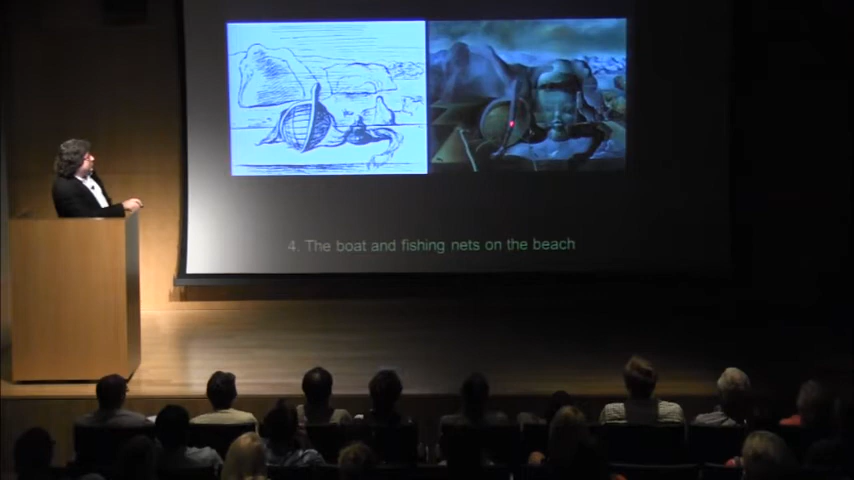 4. The boat and fishing nets on the beach